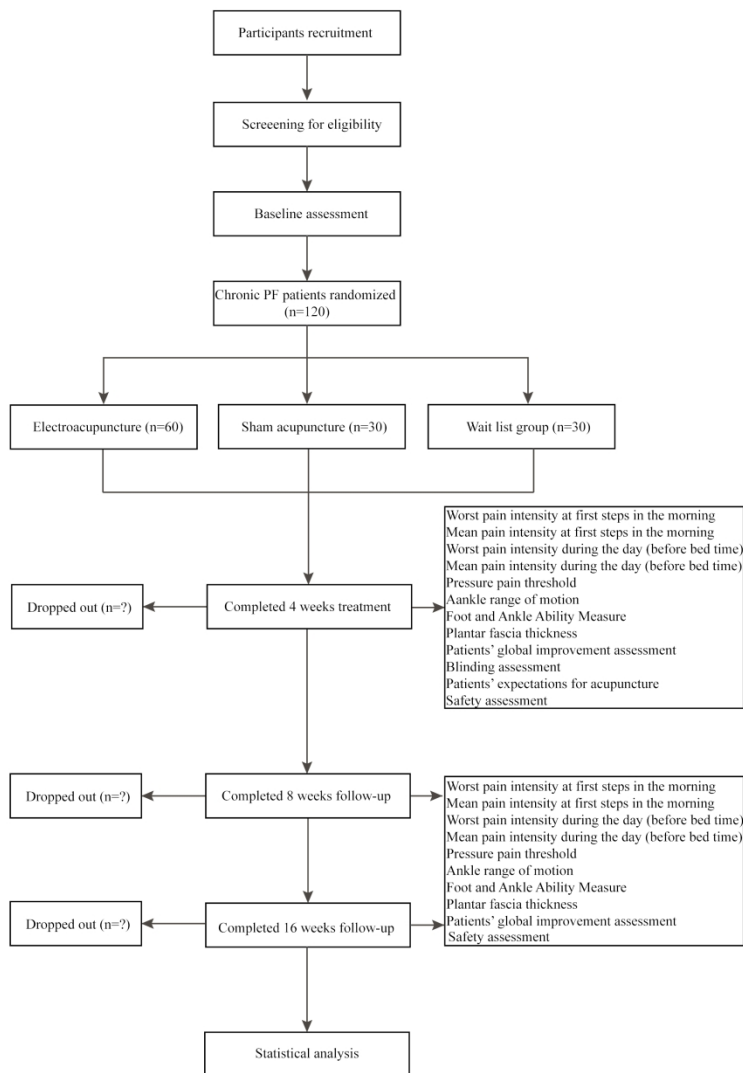 Participants recruitment
Screeening for eligibility
Baseline assessment
Chronic PF patients randomized
(n=120)
Electroacupuncture (n=60)
Sham acupuncture (n=30)
Wait list group (n=30)
Dropped out (n=?)
Completed 4 weeks treatment
Worst pain intensity at first steps in the morning
Mean pain intensity at first steps in the morning
Worst pain intensity during the day (before bed time)
Mean pain intensity during the day (before bed time)
Pressure pain threshold
Aankle range of motion
Foot and Ankle Ability Measure
Plantar fascia thickness
Patients’ global improvement assessment
Blinding assessment
Patients’ expectations for acupuncture
Safety assessment
Dropped out (n=?)
Completed 8 weeks follow-up
Worst pain intensity at first steps in the morning
Mean pain intensity at first steps in the morning
Worst pain intensity during the day (before bed time)
Mean pain intensity during the day (before bed time)
Pressure pain threshold
Ankle range of motion
Foot and Ankle Ability Measure
Plantar fascia thickness
Patients’ global improvement assessment
Safety assessment
Dropped out (n=?)
Completed 16 weeks follow-up
Statistical analysis